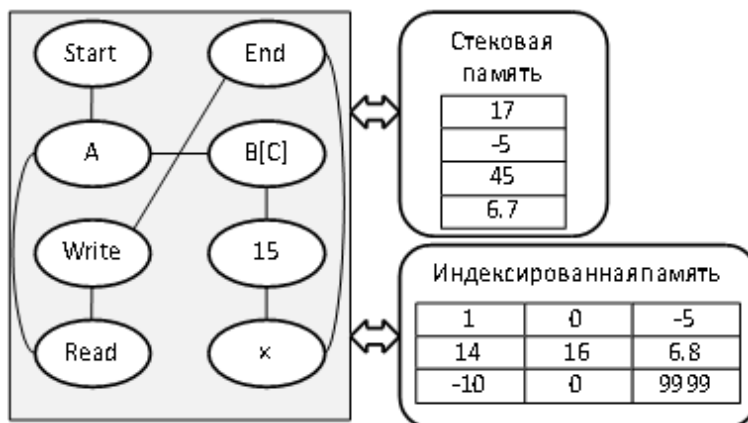 Start
End
A
B[C]
Write
15
Read
×
Стековая
память
17
-5
45
6.7
Индексированная память
1 0 -5
14 16 6.8
-10 0 9999